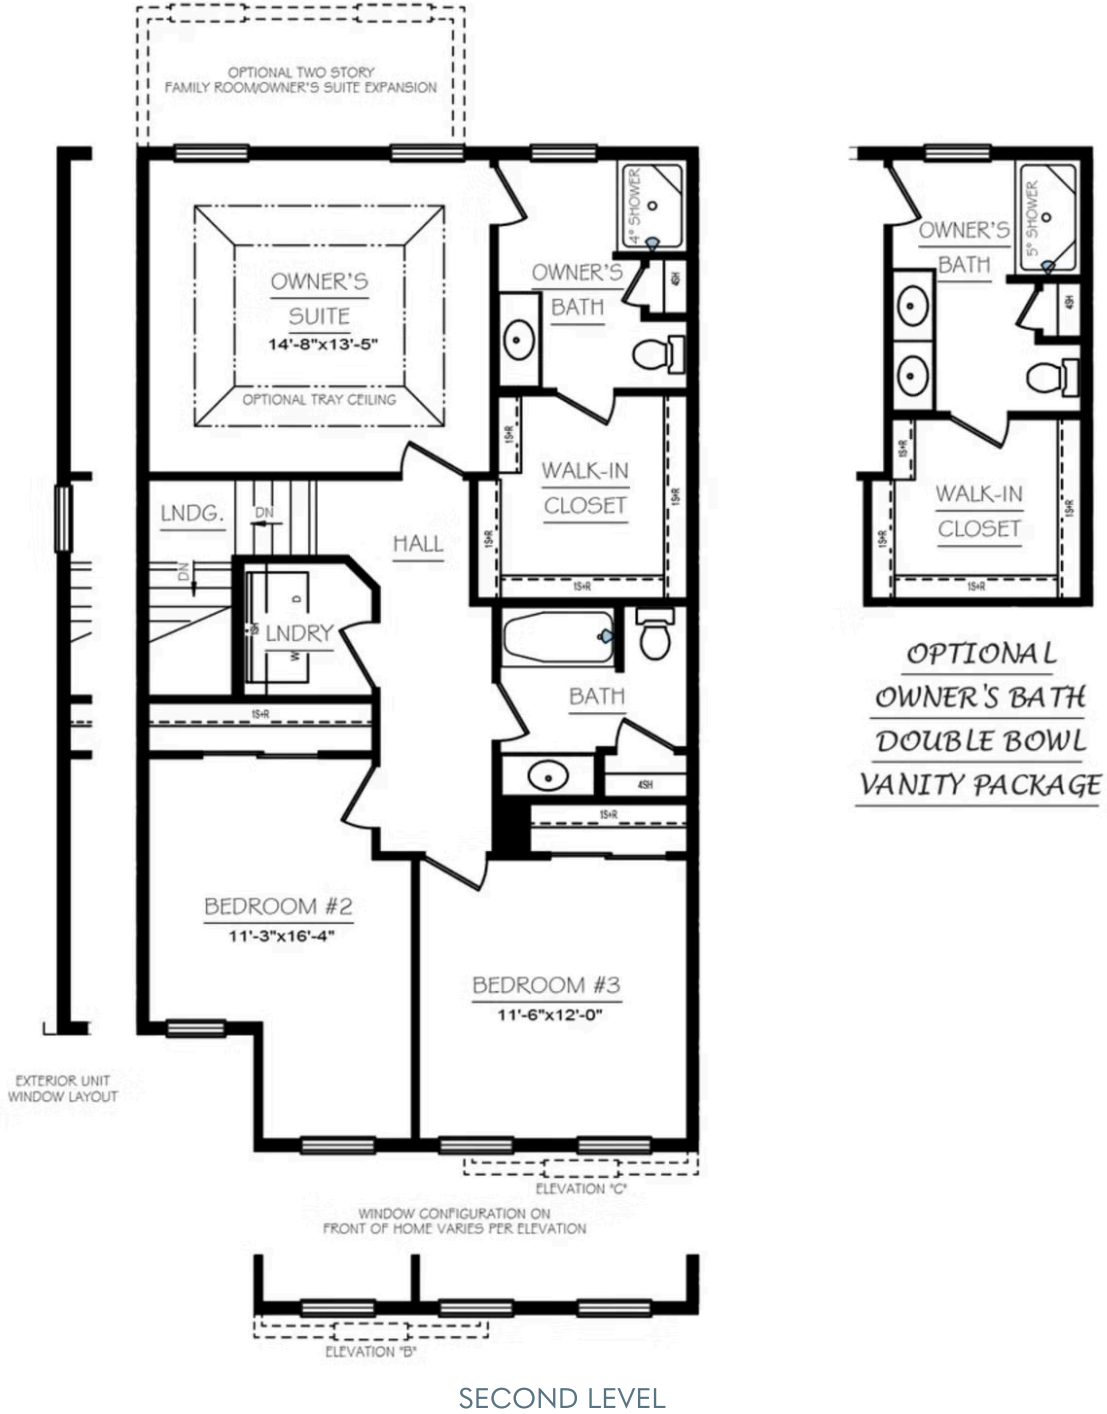 OPTIONAL TWO STORY
FAMILY ROOM/OWNER'S SUITE EXPANSION
OWNER'S
SUITE
14'-8"x13'-5"
OPTIONAL TRAY CEILING
4° SHOWER
OWNER'S
BATH
4SH
1S+R
WALK-IN
CLOSET
1S+R
1S+R
1S+R
LNDG.
DN
DN
HALL
D
LNDRY
1SH
W
1S+R
BATH
4SH
1S+R
BEDROOM #2
11'-3"x16'-4"
BEDROOM #3
11'-6"x12'-0"
EXTERIOR UNIT
WINDOW LAYOUT
ELEVATION "C"
WINDOW CONFIGURATION ON
FRONT OF HOME VARIES PER ELEVATION
ELEVATION "B"
5° SHOWER
OWNER'S
BATH
4SH
1S+R
WALK-IN
CLOSET
1S+R
1S+R
1S+R
OPTIONAL
OWNER'S BATH
DOUBLE BOWL
VANITY PACKAGE
SECOND LEVEL